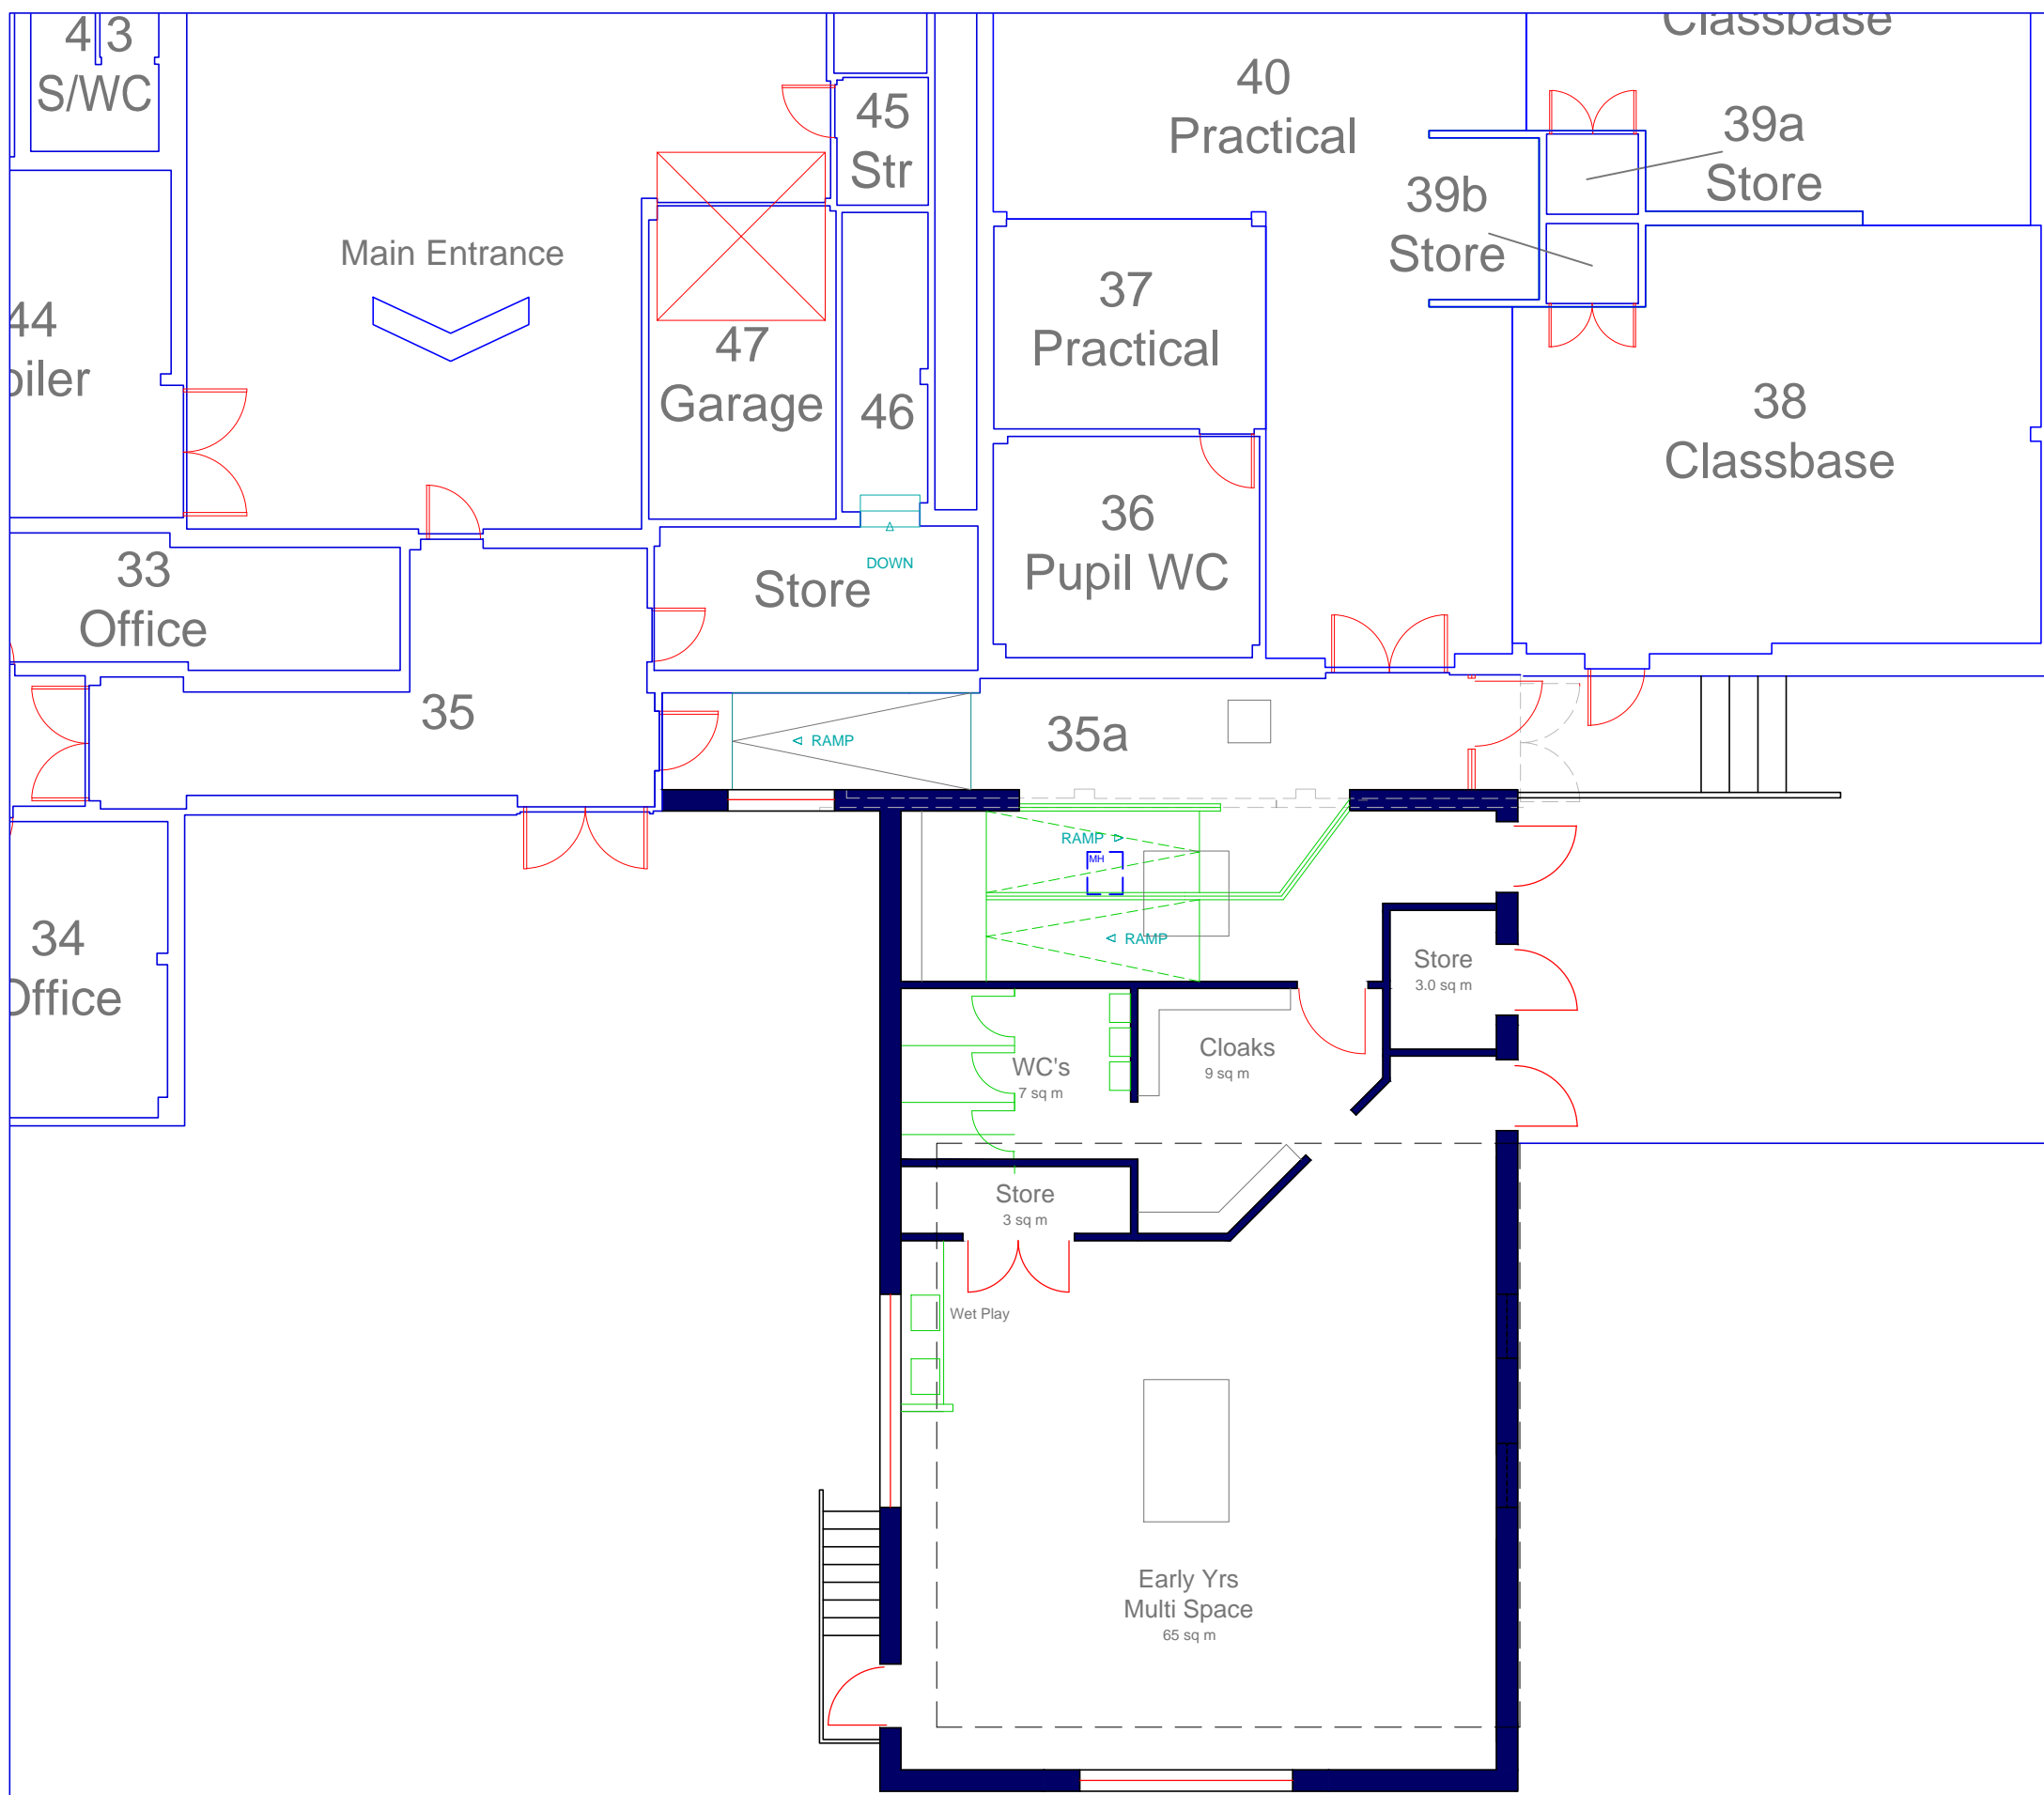 43
S/WC
45
Str
40
Practical
Classbase
39a
Store
39b
Store
Main Entrance
44
47
Garage
46
37
Practical
38
Classbase
33
Office
Store
DOWN
36
Pupil WC
35
RAMP
35a
RAMP
MH
RAMP
34
Office
Store
3.0 sq m
WC's
7 sq m
Cloaks
9 sq m
Store
3 sq m
Wet Play
Early Yrs
Multi Space
65 sq m